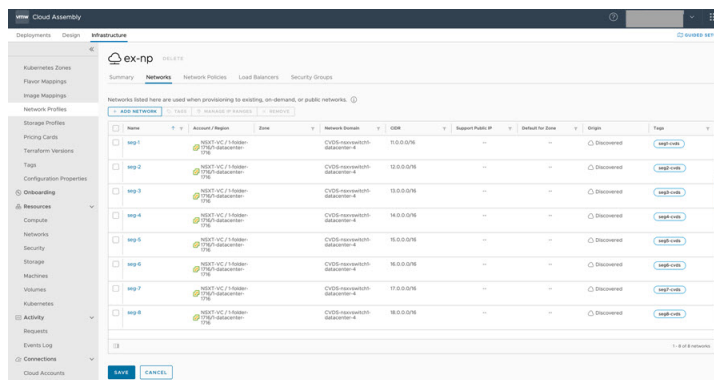 vmw Cloud Assembly
Deployments Design Infrastructure GUIDED SET
Kubernetes Zones
Flavor Mappings
Image Mappings
Network Profiles
Storage Profiles
Pricing Cards
Terraform Versions
Tags
Configuration Properties
Onboarding
Resources
Compute
Networks
Security
Storage
Machines
Volumes
Kubernetes
Activity
Requests
Events Log
Connections
Cloud Accounts
ex-np DELETE
Summary Networks Network Policies Load Balancers Security Groups
Networks listed here are used when provisioning to existing, on-demand, or public networks.
+ ADD NETWORK TAGS MANAGE IP RANGES × REMOVE
Name Account / Region Zone Network Domain CIDR Support Public IP Default for Zone Origin Tags
seg-1 NSXT-VC / 1-folder- CVDS-nsxvswitch1- 11.0.0.0/16 -- -- Discovered seg1-cvds
1716/1-datacenter- datacenter-4
1716
seg-2 NSXT-VC / 1-folder- CVDS-nsxvswitch1- 12.0.0.0/16 -- -- Discovered seg2-cvds
1716/1-datacenter- datacenter-4
1716
seg-3 NSXT-VC / 1-folder- CVDS-nsxvswitch1- 13.0.0.0/16 -- -- Discovered seg3-cvds
1716/1-datacenter- datacenter-4
1716
seg-4 NSXT-VC / 1-folder- CVDS-nsxvswitch1- 14.0.0.0/16 -- -- Discovered seg4-cvds
1716/1-datacenter- datacenter-4
1716
seg-5 NSXT-VC / 1-folder- CVDS-nsxvswitch1- 15.0.0.0/16 -- -- Discovered seg5-cvds
1716/1-datacenter- datacenter-4
1716
seg-6 NSXT-VC / 1-folder- CVDS-nsxvswitch1- 16.0.0.0/16 -- -- Discovered seg6-cvds
1716/1-datacenter- datacenter-4
1716
seg-7 NSXT-VC / 1-folder- CVDS-nsxvswitch1- 17.0.0.0/16 -- -- Discovered seg7-cvds
1716/1-datacenter- datacenter-4
1716
seg-8 NSXT-VC / 1-folder- CVDS-nsxvswitch1- 18.0.0.0/16 -- -- Discovered seg8-cvds
1716/1-datacenter- datacenter-4
1716
1 - 8 of 8 networks
SAVE CANCEL